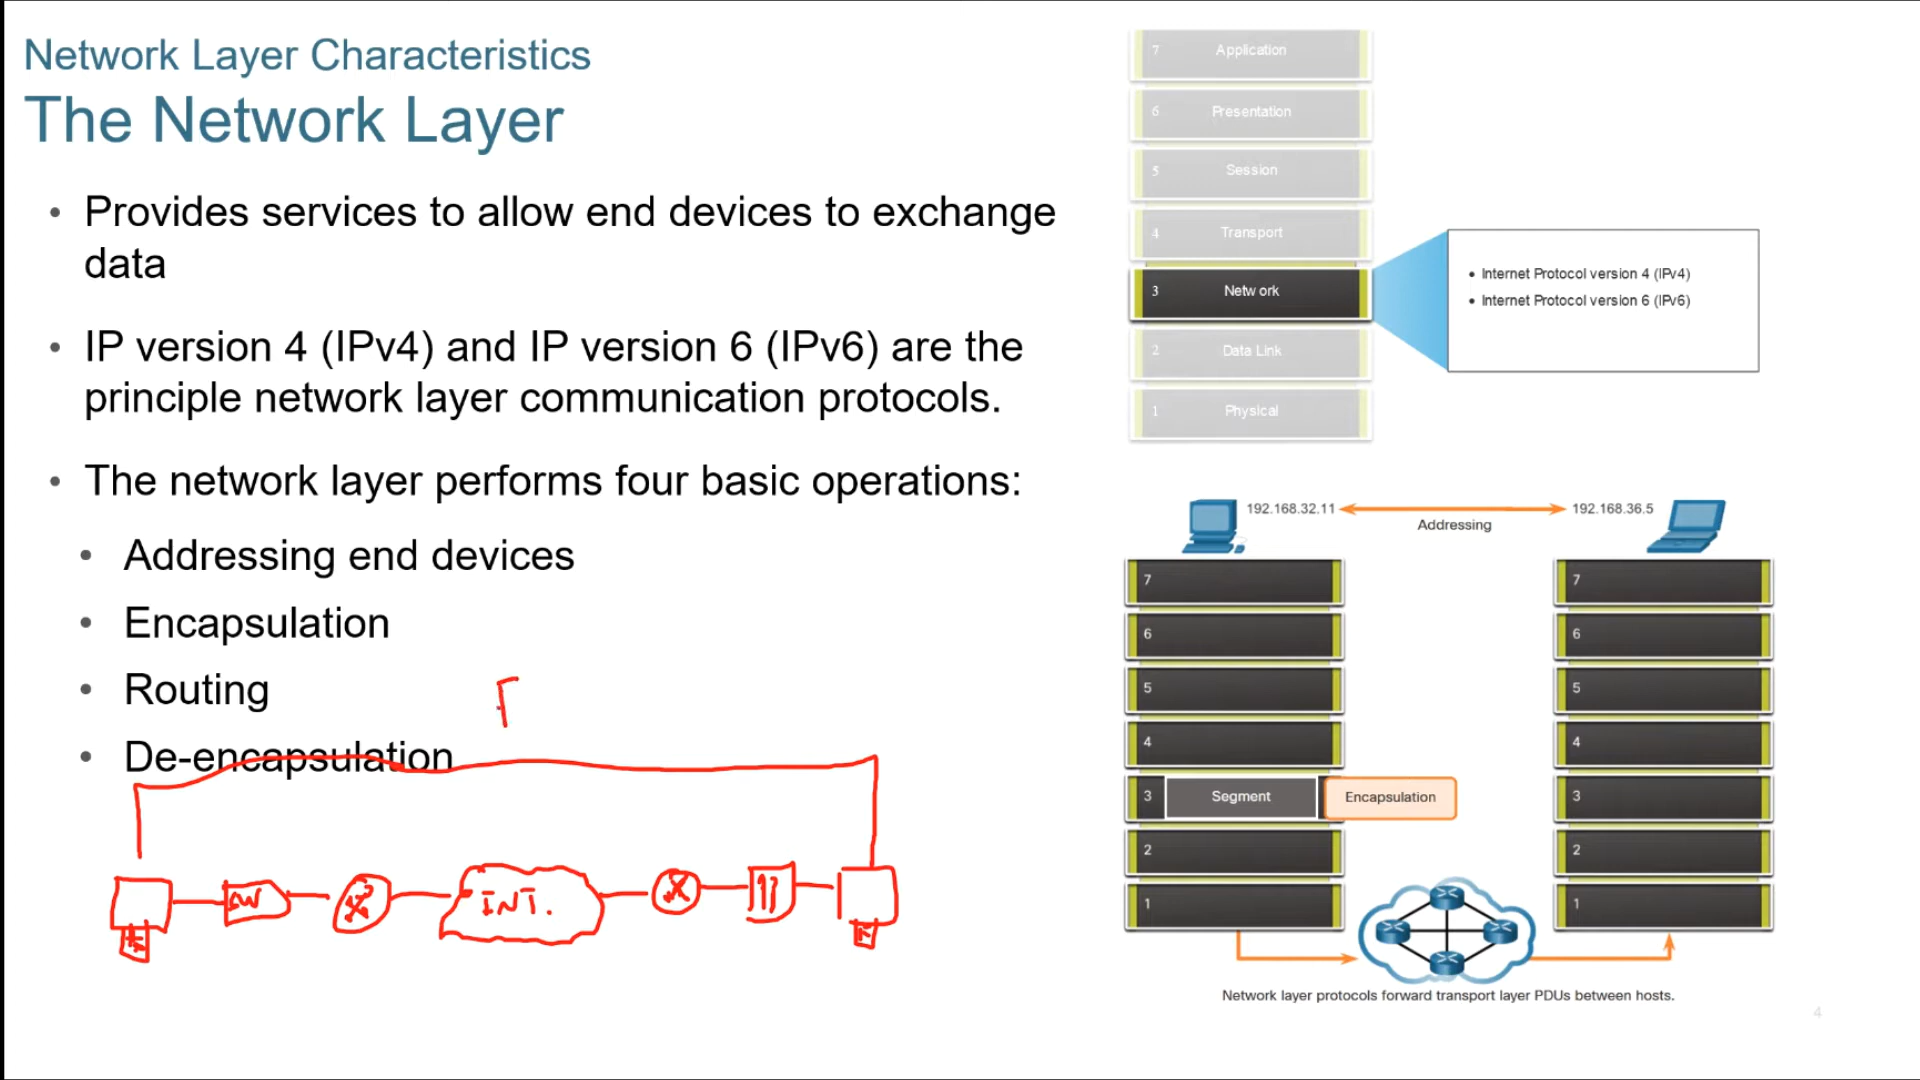 Network Layer Characteristics
The Network Layer
• Provides services to allow end devices to exchange
data
• IP version 4 (IPv4) and IP version 6 (IPv6) are the
principle network layer communication protocols.
• The network layer performs four basic operations:
• Addressing end devices
• Encapsulation
• Routing
• De-encapsulation
SW
INT.
7 Application
6 Presentation
5 Session
4 Transport
3 Network
2 Data Link
1 Physical
• Internet Protocol version 4 (IPv4)
• Internet Protocol version 6 (IPv6)
192.168.32.11
192.168.36.5
Addressing
7
6
5
4
3 Segment
Encapsulation
2
1
7
6
5
4
3
2
1
Network layer protocols forward transport layer PDUs between hosts.
4